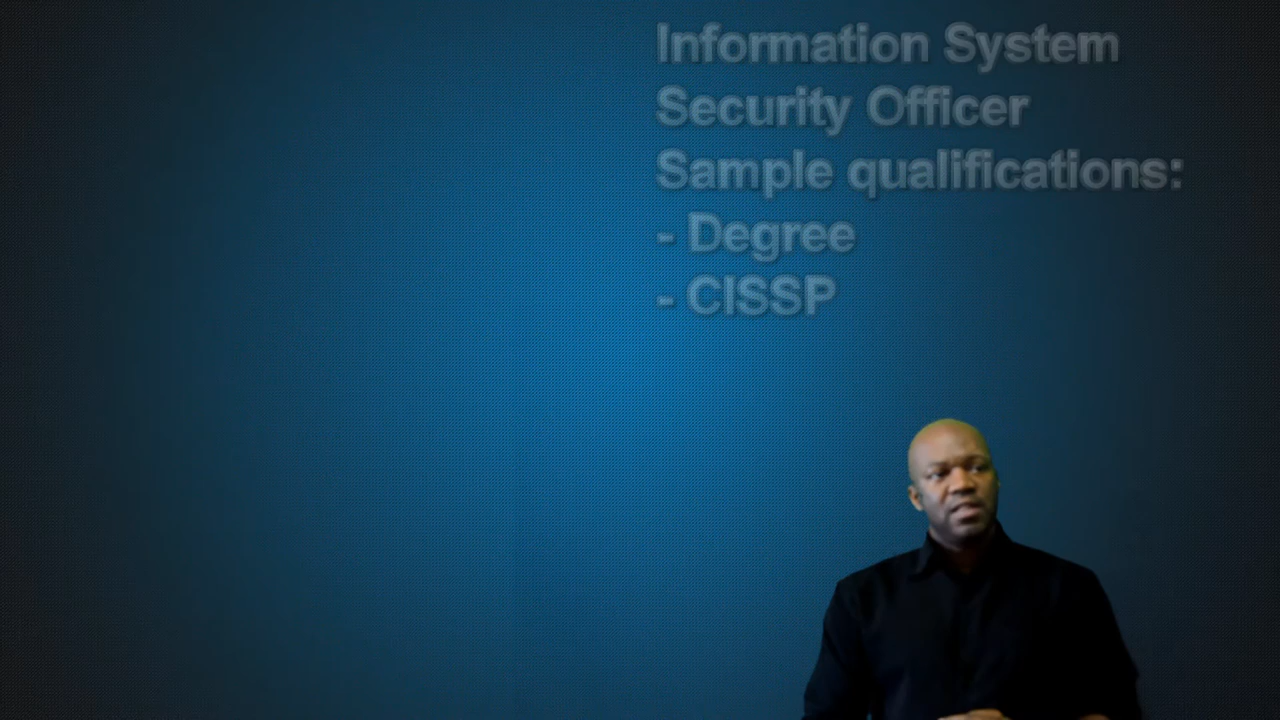 Information System
Security Officer
Sample qualifications:
- Degree
- CISSP